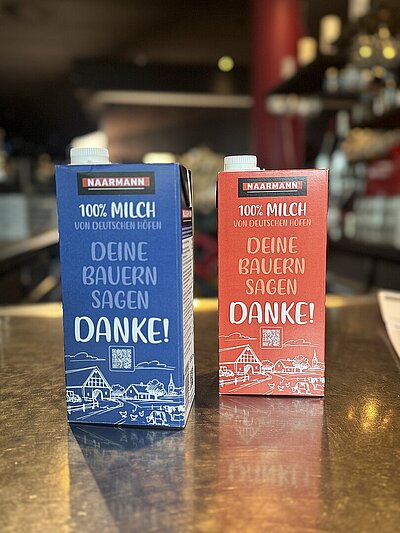 NAARMANN
100% MILCH
VON DEUTSCHEN HÖFEN
DEINE
BAUERN
SAGEN
DANKE!
NAARMANN
100% MILCH
VON DEUTSCHEN HÖFEN
DEINE
BAUERN
SAGEN
DANKE!